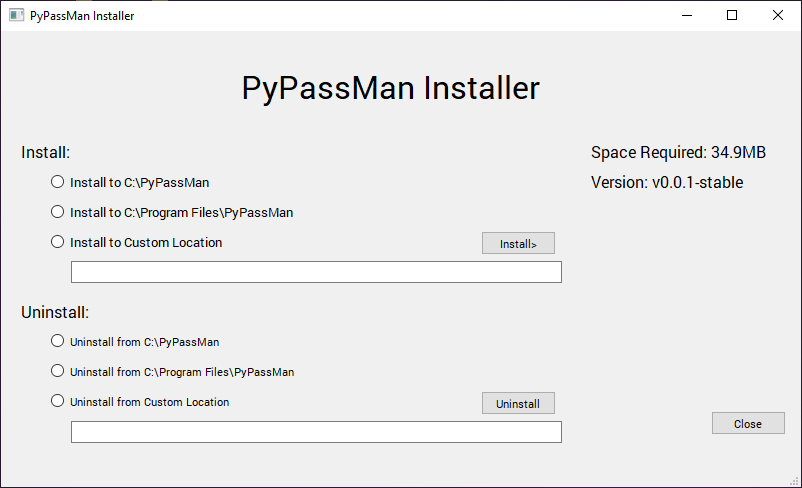 PyPassMan Installer
PyPassMan Installer
Install:
Space Required: 34.9MB
Install to C:\PyPassMan
Version: v0.0.1-stable
Install to C:\Program Files\PyPassMan
Install to Custom Location
Install>
Uninstall:
Uninstall from C:\PyPassMan
Uninstall from C:\Program Files\PyPassMan
Uninstall from Custom Location
Uninstall
Close